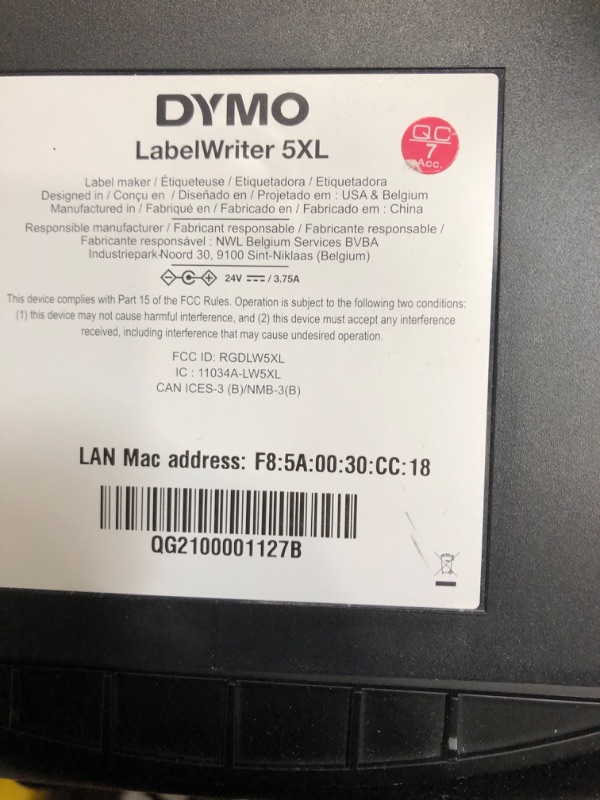 DYMO
LabelWriter 5XL
QC
7
Acc.
Label maker / Étiqueteuse / Etiquetadora / Etiquetadora
Designed in / Conçu en / Diseñado en / Projetado em : USA & Belgium
Manufactured in / Fabriqué en / Fabricado en / Fabricado em : China
Responsible manufacturer / Fabricant responsable / Fabricante responsable /
Fabricante responsável : NWL Belgium Services BVBA
Industriepark-Noord 30, 9100 Sint-Niklaas (Belgium)
24V / 3.75A
This device complies with Part 15 of the FCC Rules. Operation is subject to the following two conditions:
(1) this device may not cause harmful interference, and (2) this device must accept any interference
received, including interference that may cause undesired operation.
FCC ID: RGDLW5XL
IC : 11034A-LW5XL
CAN ICES-3 (B)/NMB-3(B)
LAN Mac address: F8:5A:00:30:CC:18
QG2100001127B